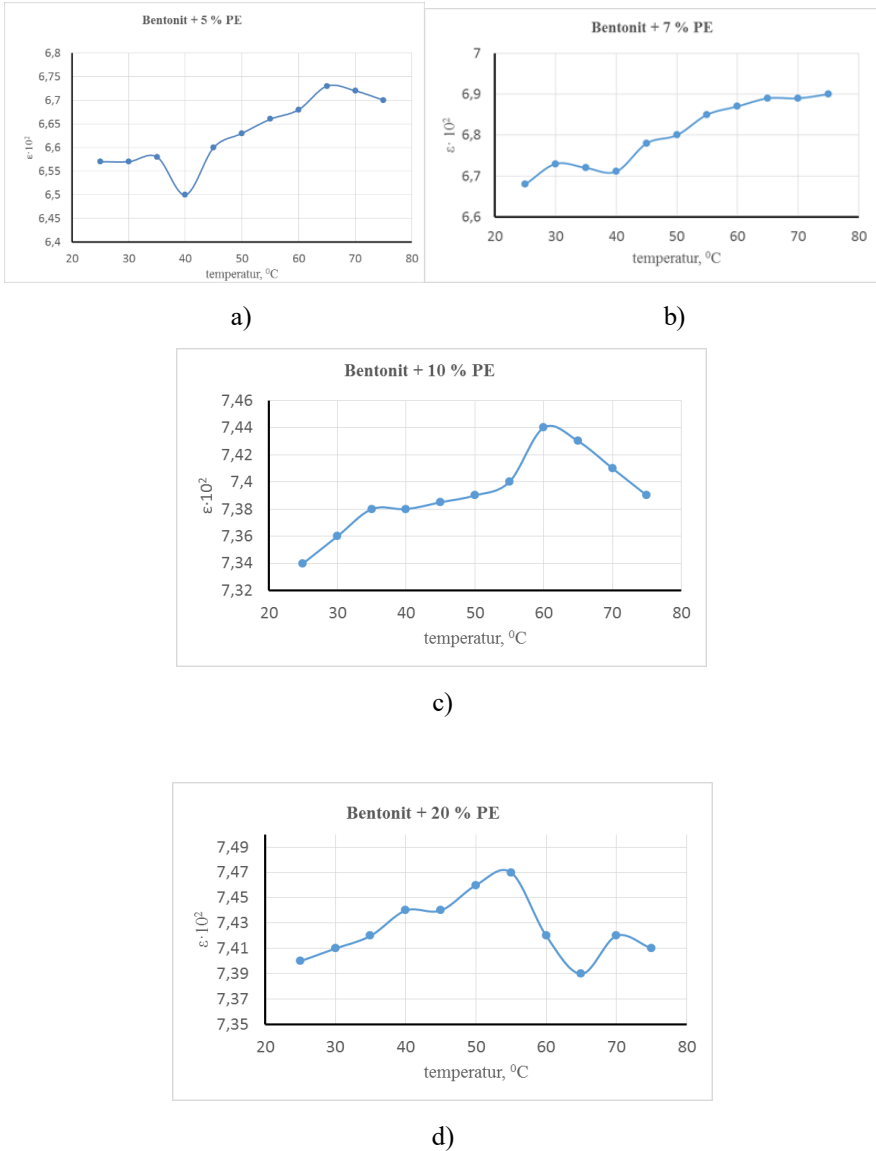 Bentonit + 5 % PE
6,8
6,75
6,7
6,65
6,6
6,55
6,5
6,45
6,4
ε·10²
20 30 40 50 60 70 80
temperatur, ⁰C
a)
Bentonit + 7 % PE
7
6,9
6,8
6,7
6,6
ε· 10²
20 30 40 50 60 70 80
temperatur, ⁰C
b)
Bentonit + 10 % PE
7,46
7,44
7,42
7,4
7,38
7,36
7,34
7,32
ε·10²
20 30 40 50 60 70 80
temperatur, ⁰C
c)
Bentonit + 20 % PE
7,49
7,47
7,45
7,43
7,41
7,39
7,37
7,35
ε·10²
20 30 40 50 60 70 80
temperatur, ⁰C
d)